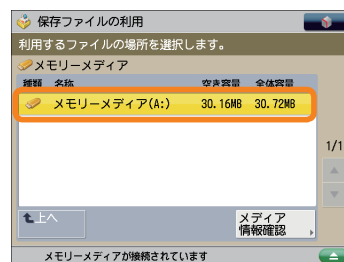 保存ファイルの利用
利用するファイルの場所を選択します。
メモリーメディア
種類 名称 空き容量 全体容量
メモリーメディア(A:) 30.16MB 30.72MB
1/1
上へ
メディア
情報確認
メモリーメディアが接続されています